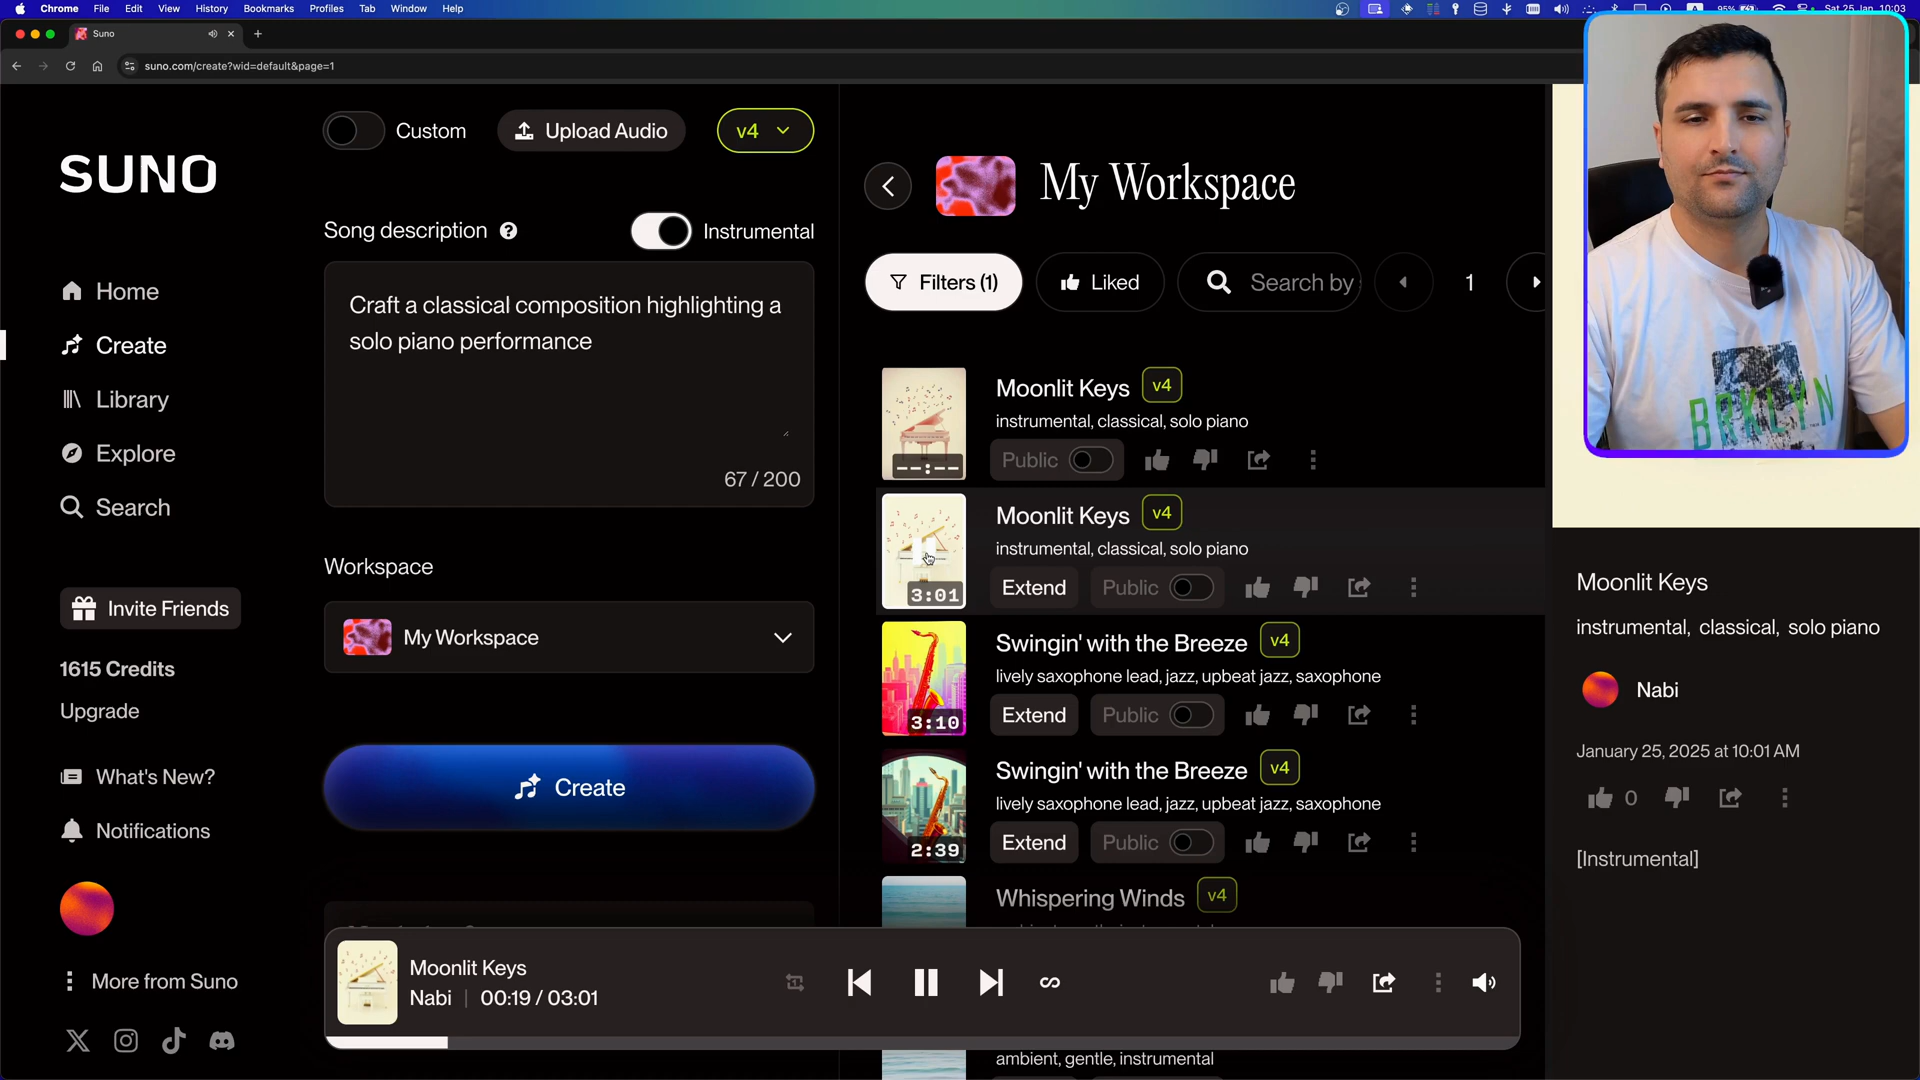 Chrome File Edit View History Bookmarks Profiles Tab Window Help
95%
Sat 25 Jan 10:03
Suno
suno.com/create?wid=default&page=1
SUNO
Home
Create
Library
Explore
Search
Invite Friends
1615 Credits
Upgrade
What's New?
Notifications
More from Suno
Custom
Upload Audio
v4
Song description
Instrumental
Craft a classical composition highlighting a
solo piano performance
67 / 200
Workspace
My Workspace
Create
My Workspace
Filters (1)
Liked
Search by
1
Moonlit Keys v4
instrumental, classical, solo piano
Public
--:--
Moonlit Keys v4
instrumental, classical, solo piano
3:01
Extend
Public
Swingin' with the Breeze v4
lively saxophone lead, jazz, upbeat jazz, saxophone
3:10
Extend
Public
Swingin' with the Breeze v4
lively saxophone lead, jazz, upbeat jazz, saxophone
2:39
Extend
Public
Whispering Winds v4
ambient, gentle, instrumental
Moonlit Keys
Nabi
00:19 / 03:01
BRKLYN
Moonlit Keys
instrumental, classical, solo piano
Nabi
January 25, 2025 at 10:01 AM
0
[Instrumental]